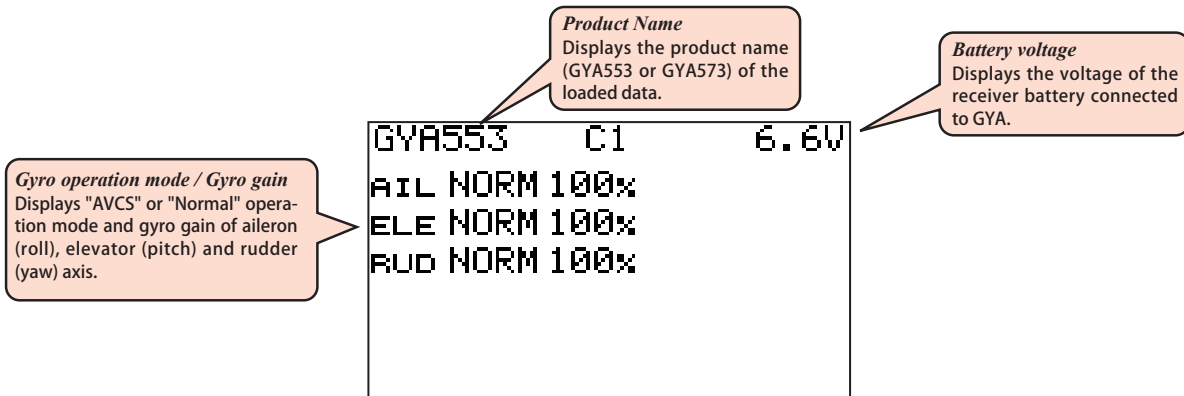 Product Name
Displays the product name
(GYA553 or GYA573) of the
loaded data.
Battery voltage
Displays the voltage of the
receiver battery connected
to GYA.
GYA553 C1 6.6V
Gyro operation mode / Gyro gain
Displays "AVCS" or "Normal" opera-
tion mode and gyro gain of aileron
(roll), elevator (pitch) and rudder
(yaw) axis.
AIL NORM 100%
ELE NORM 100%
RUD NORM 100%